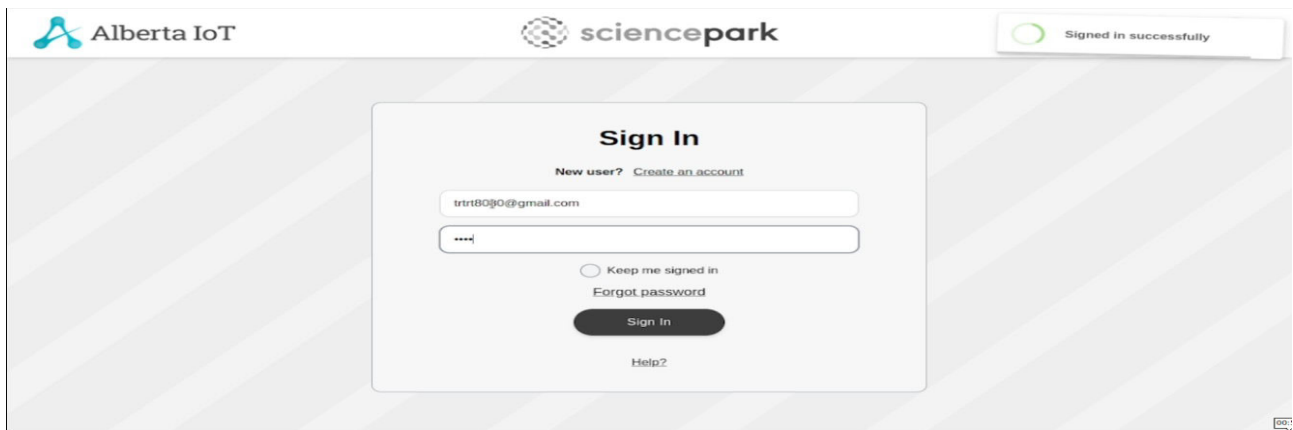 Alberta IoT
sciencepark
Signed in successfully
Sign In
New user? Create an account
••••
Keep me signed in
Forgot password
Sign In
Help?